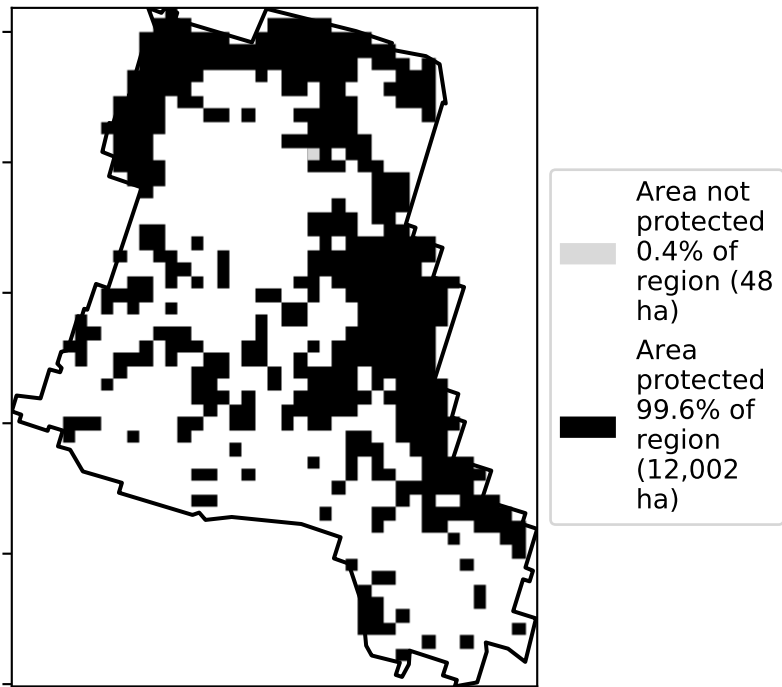 Area not
protected
0.4% of
region (48
ha)
Area
protected
99.6% of
region
(12,002
ha)